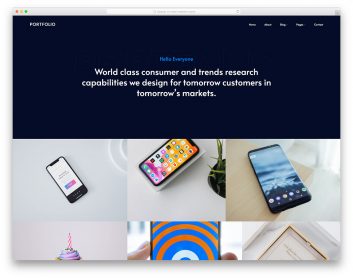 PORTFOLIO
Home About Blog Pages Contact
Hello Everyone
World class consumer and trends research
capabilities we design for tomorrow customers in
tomorrow's markets.